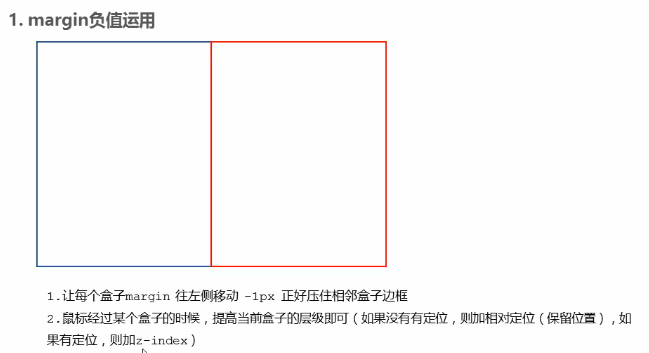 1. margin负值运用
1.让每个盒子margin 往左侧移动 -1px 正好压住相邻盒子边框
2.鼠标经过某个盒子的时候，提高当前盒子的层级即可（如果没有有定位，则加相对定位（保留位置），如
果有定位，则加z-index）